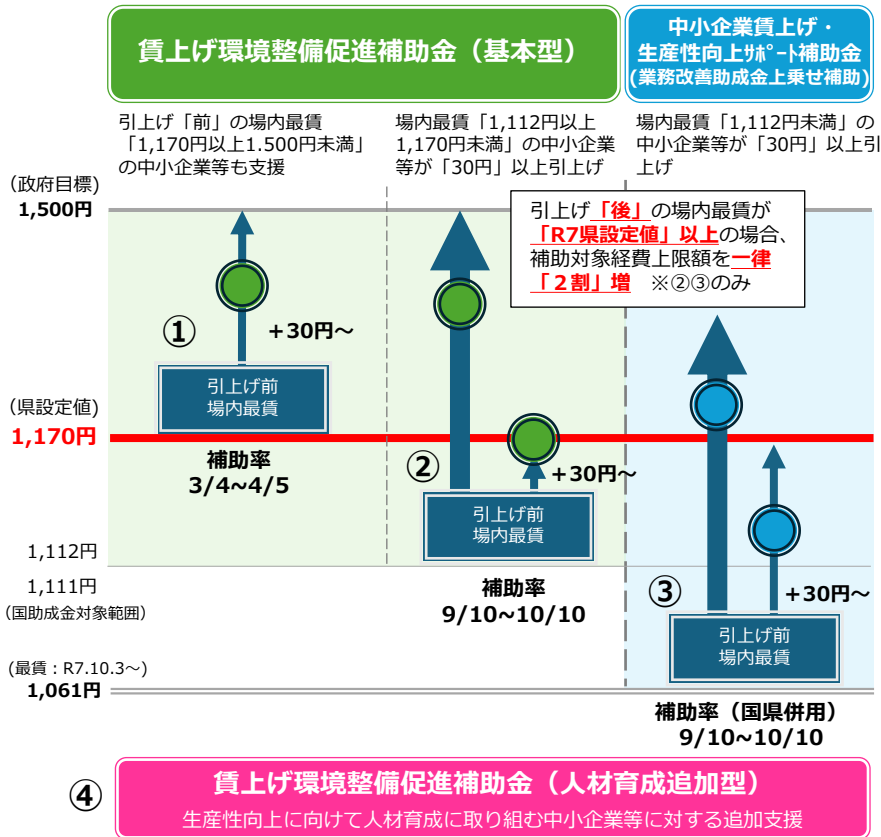 賃上げ環境整備促進補助金（基本型）
中小企業賃上げ・
生産性向上ｻﾎﾟｰﾄ補助金
(業務改善助成金上乗せ補助)
引上げ「前」の場内最賃
「1,170円以上1.500円未満」
の中小企業等も支援
場内最賃「1,112円以上
1,170円未満」の中小企業
等が「30円」以上引上げ
場内最賃「1,112円未満」の
中小企業等が「30円」以上引
上げ
(政府目標)
1,500円
引上げ「後」の場内最賃が
「R7県設定値」以上の場合、
補助対象経費上限額を一律
「２割」増　※②③のみ
①
＋30円～
引上げ前
場内最賃
(県設定値)
1,170円
補助率
3/4~4/5
②
＋30円～
引上げ前
場内最賃
1,112円
1,111円
(国助成金対象範囲)
補助率
9/10~10/10
③
＋30円～
引上げ前
場内最賃
(最賃：R7.10.3～)
1,061円
補助率（国県併用）
9/10~10/10
④
賃上げ環境整備促進補助金（人材育成追加型）
生産性向上に向けて人材育成に取り組む中小企業等に対する追加支援